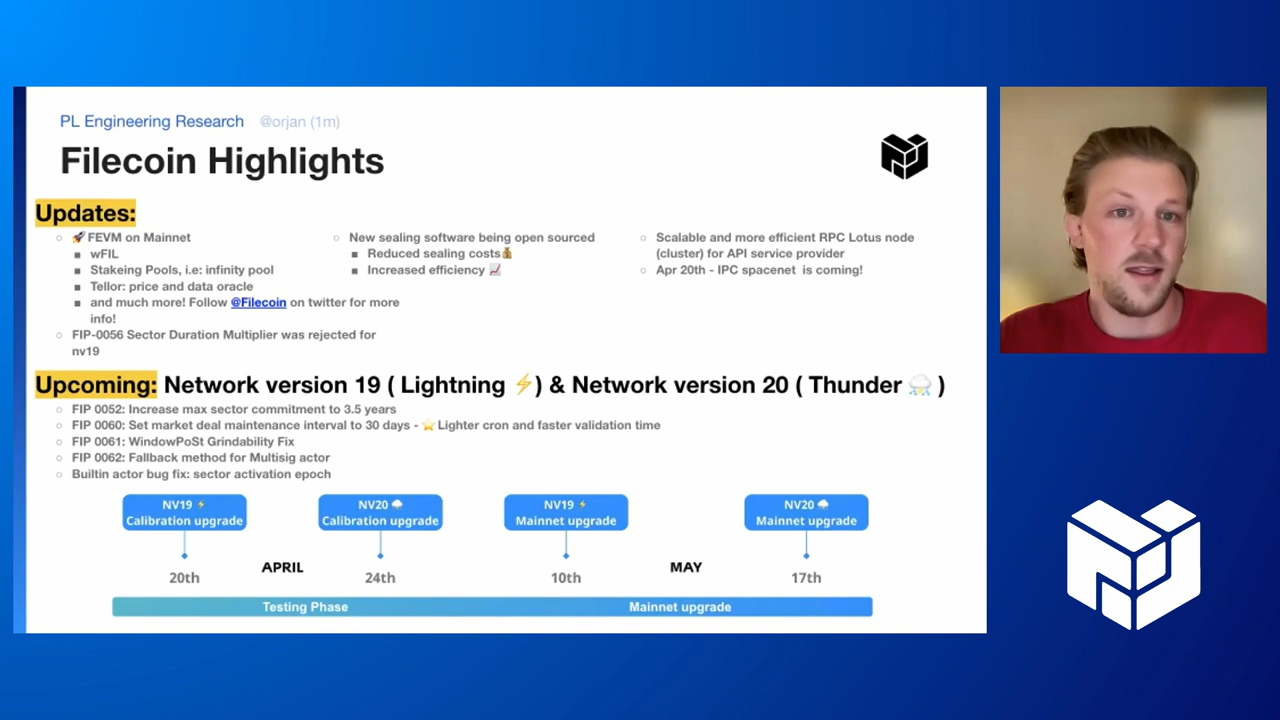 PL Engineering Research @orjan (1m)
Filecoin Highlights
Updates:
🚀FEVM on Mainnet
wFIL
Stakeing Pools, i.e: infinity pool
Tellor: price and data oracle
and much more! Follow @Filecoin on twitter for more
info!
FIP-0056 Sector Duration Multiplier was rejected for
nv19
New sealing software being open sourced
Reduced sealing costs💰
Increased efficiency 📈
Scalable and more efficient RPC Lotus node
(cluster) for API service provider
Apr 20th - IPC spacenet is coming!
Upcoming: Network version 19 ( Lightning ⚡) & Network version 20 ( Thunder ⛈️ )
FIP 0052: Increase max sector commitment to 3.5 years
FIP 0060: Set market deal maintenance interval to 30 days - ⭐ Lighter cron and faster validation time
FIP 0061: WindowPoSt Grindability Fix
FIP 0062: Fallback method for Multisig actor
Builtin actor bug fix: sector activation epoch
NV19 ⚡
Calibration upgrade
NV20 🌧️
Calibration upgrade
NV19 ⚡
Mainnet upgrade
NV20 🌧️
Mainnet upgrade
20th
APRIL
24th
10th
MAY
17th
Testing Phase
Mainnet upgrade